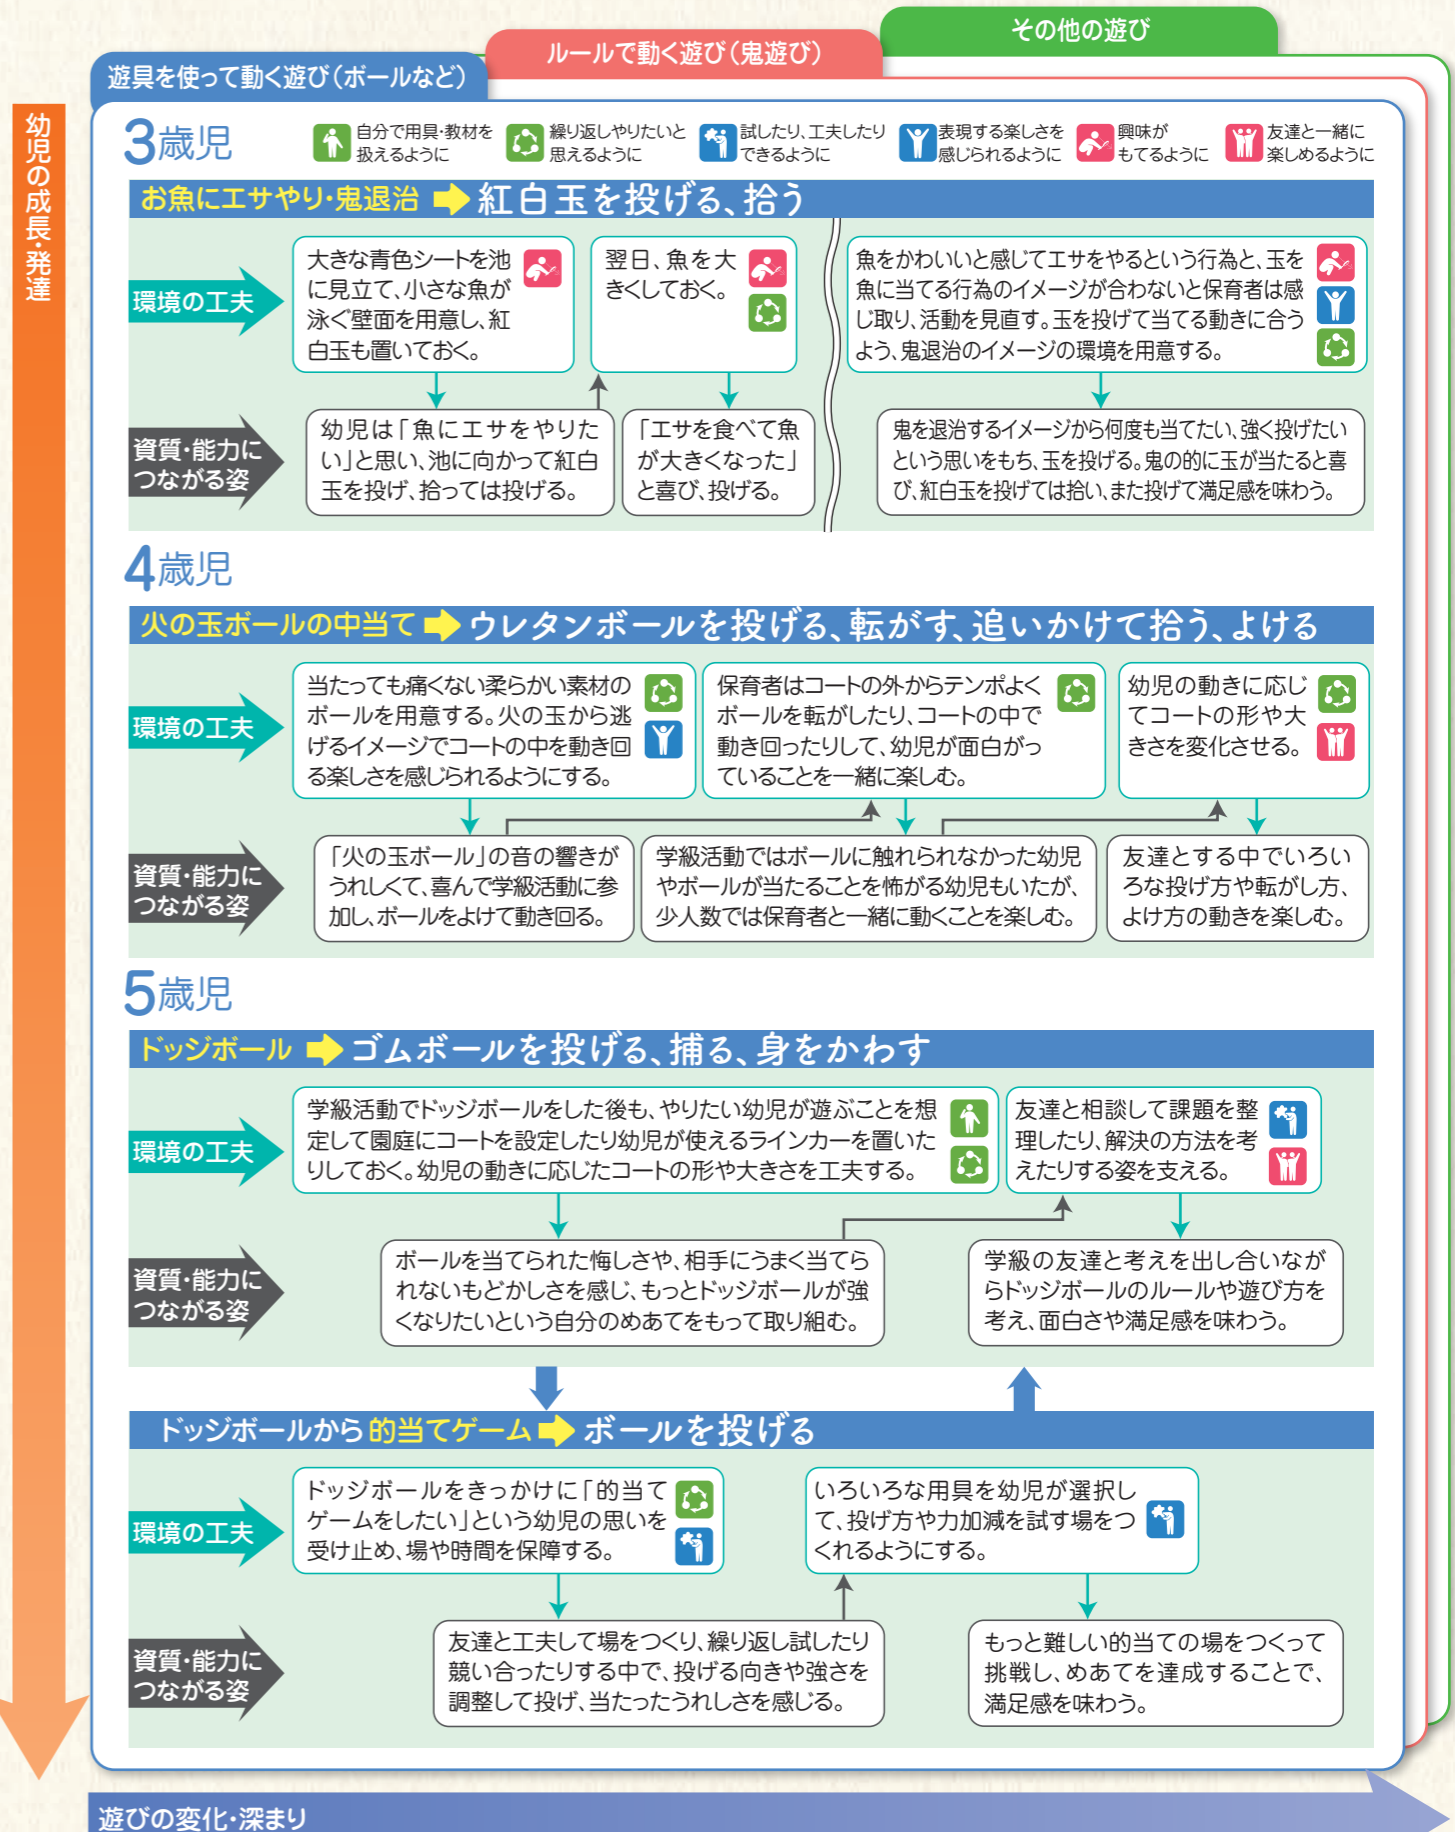 その他の遊び
ルールで動く遊び（鬼遊び）
遊具を使って動く遊び（ボールなど）
幼児の成長・発達
3歳児
自分で用具・教材を
扱えるように
繰り返しやりたいと
思えるように
試したり、工夫したり
できるように
表現する楽しさを
感じられるように
興味が
もてるように
友達と一緒に
楽しめるように
お魚にエサやり・鬼退治 ➡ 紅白玉を投げる、拾う
環境の工夫
大きな青色シートを池
に見立て、小さな魚が
泳ぐ壁面を用意し、紅
白玉も置いておく。
翌日、魚を大
きくしておく。
魚をかわいいと感じてエサをやるという行為と、玉を
魚に当てる行為のイメージが合わないと保育者は感
じ取り、活動を見直す。玉を投げて当てる動きに合う
よう、鬼退治のイメージの環境を用意する。
資質・能力に
つながる姿
幼児は「魚にエサをやりた
い」と思い、池に向かって紅白
玉を投げ、拾っては投げる。
「エサを食べて魚
が大きくなった」
と喜び、投げる。
鬼を退治するイメージから何度も当てたい、強く投げたい
という思いをもち、玉を投げる。鬼の的に玉が当たると喜
び、紅白玉を投げては拾い、また投げて満足感を味わう。
4歳児
火の玉ボールの中当て ➡ ウレタンボールを投げる、転がす、追いかけて拾う、よける
環境の工夫
当たっても痛くない柔らかい素材の
ボールを用意する。火の玉から逃
げるイメージでコートの中を動き回
る楽しさを感じられるようにする。
保育者はコートの外からテンポよく
ボールを転がしたり、コートの中で
動き回ったりして、幼児が面白がっ
ていることを一緒に楽しむ。
幼児の動きに応じ
てコートの形や大
きさを変化させる。
資質・能力に
つながる姿
「火の玉ボール」の音の響きが
うれしくて、喜んで学級活動に参
加し、ボールをよけて動き回る。
学級活動ではボールに触れられなかった幼児
やボールが当たることを怖がる幼児もいたが、
少人数では保育者と一緒に動くことを楽しむ。
友達とする中でいろい
ろな投げ方や転がし方、
よけ方の動きを楽しむ。
5歳児
ドッジボール ➡ ゴムボールを投げる、捕る、身をかわす
環境の工夫
学級活動でドッジボールをした後も、やりたい幼児が遊ぶことを想
定して園庭にコートを設定したり幼児が使えるラインカーを置いた
りしておく。幼児の動きに応じたコートの形や大きさを工夫する。
友達と相談して課題を整
理したり、解決の方法を考
えたりする姿を支える。
資質・能力に
つながる姿
ボールを当てられた悔しさや、相手にうまく当てら
れないもどかしさを感じ、もっとドッジボールが強
くなりたいという自分のめあてをもって取り組む。
学級の友達と考えを出し合いなが
らドッジボールのルールや遊び方を
考え、面白さや満足感を味わう。
ドッジボールから 的当てゲーム ➡ ボールを投げる
環境の工夫
ドッジボールをきっかけに「的当て
ゲームをしたい」という幼児の思いを
受け止め、場や時間を保障する。
いろいろな用具を幼児が選択し
て、投げ方や力加減を試す場をつ
くれるようにする。
資質・能力に
つながる姿
友達と工夫して場をつくり、繰り返し試したり
競い合ったりする中で、投げる向きや強さを
調整して投げ、当たったうれしさを感じる。
もっと難しい的当ての場をつくって
挑戦し、めあてを達成することで、
満足感を味わう。
遊びの変化・深まり